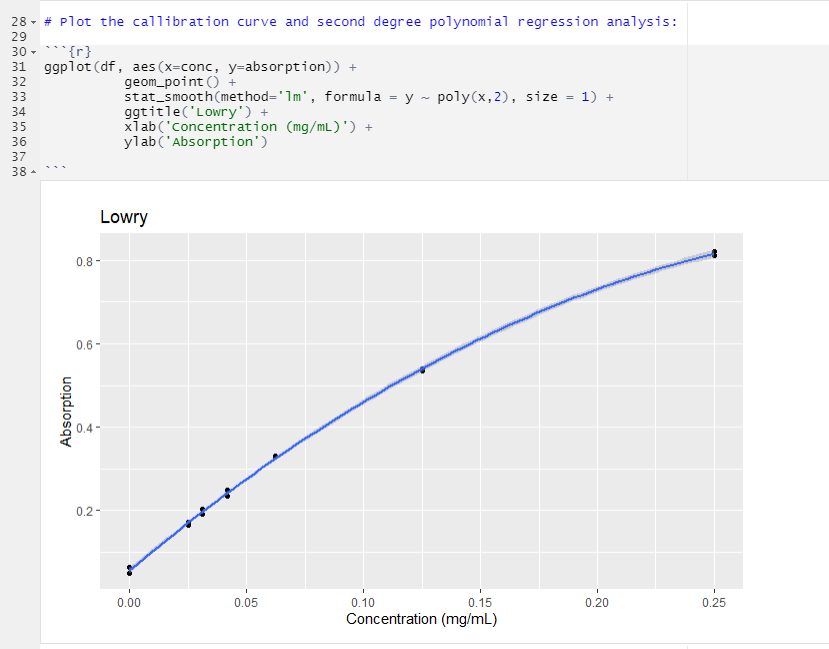 28 # Plot the callibration curve and second degree polynomial regression analysis:
29
30 ```{r}
31 ggplot(df, aes(x=conc, y=absorption)) +
32 geom_point() +
33 stat_smooth(method='lm', formula = y ~ poly(x,2), size = 1) +
34 ggtitle('Lowry') +
35 xlab('Concentration (mg/mL)') +
36 ylab('Absorption')
37
38 ```
Lowry
0.8
0.6
Absorption
0.4
0.2
0.00 0.05 0.10 0.15 0.20 0.25
Concentration (mg/mL)